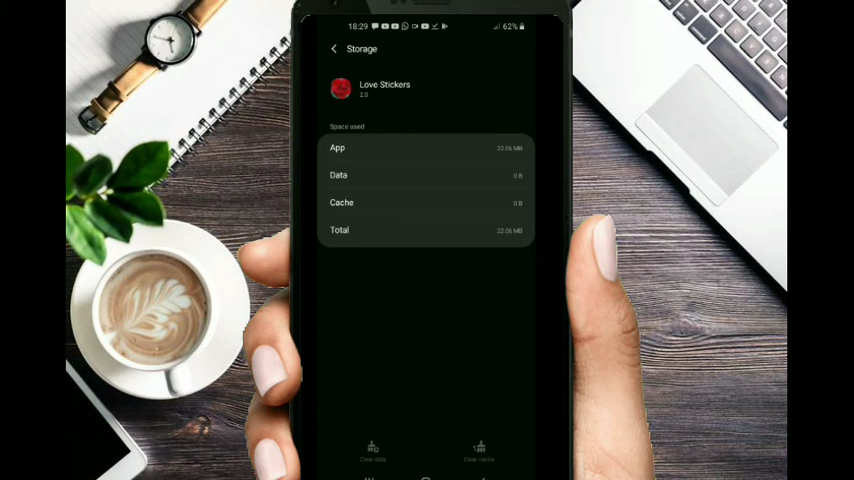 18:29
62%
Storage
Love Stickers
2.0
Space used
App 22.06 MB
Data 0 B
Cache 0 B
Total 22.06 MB
Clear data Clear cache